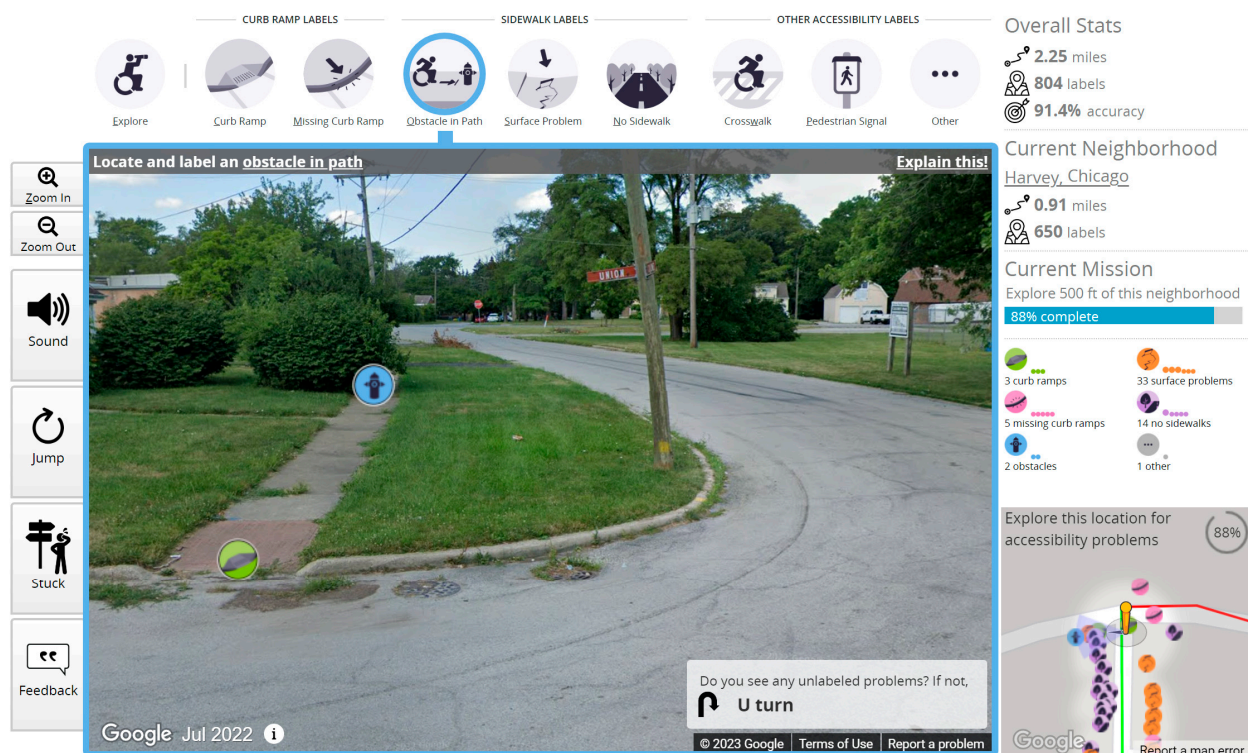 CURB RAMP LABELS
SIDEWALK LABELS
OTHER ACCESSIBILITY LABELS
Explore
Curb Ramp
Missing Curb Ramp
Obstacle in Path
Surface Problem
No Sidewalk
Crosswalk
Pedestrian Signal
Other
Overall Stats
2.25 miles
804 labels
91.4% accuracy
Current Neighborhood
Harvey, Chicago
0.91 miles
650 labels
Current Mission
Explore 500 ft of this neighborhood
88% complete
3 curb ramps
33 surface problems
5 missing curb ramps
14 no sidewalks
2 obstacles
1 other
Explore this location for
accessibility problems
88%
Google
Report a map error
Zoom In
Zoom Out
Sound
Jump
Stuck
Feedback
Locate and label an obstacle in path
Explain this!
UNION
Do you see any unlabeled problems? If not,
U turn
Google Jul 2022
© 2023 Google
Terms of Use
Report a problem